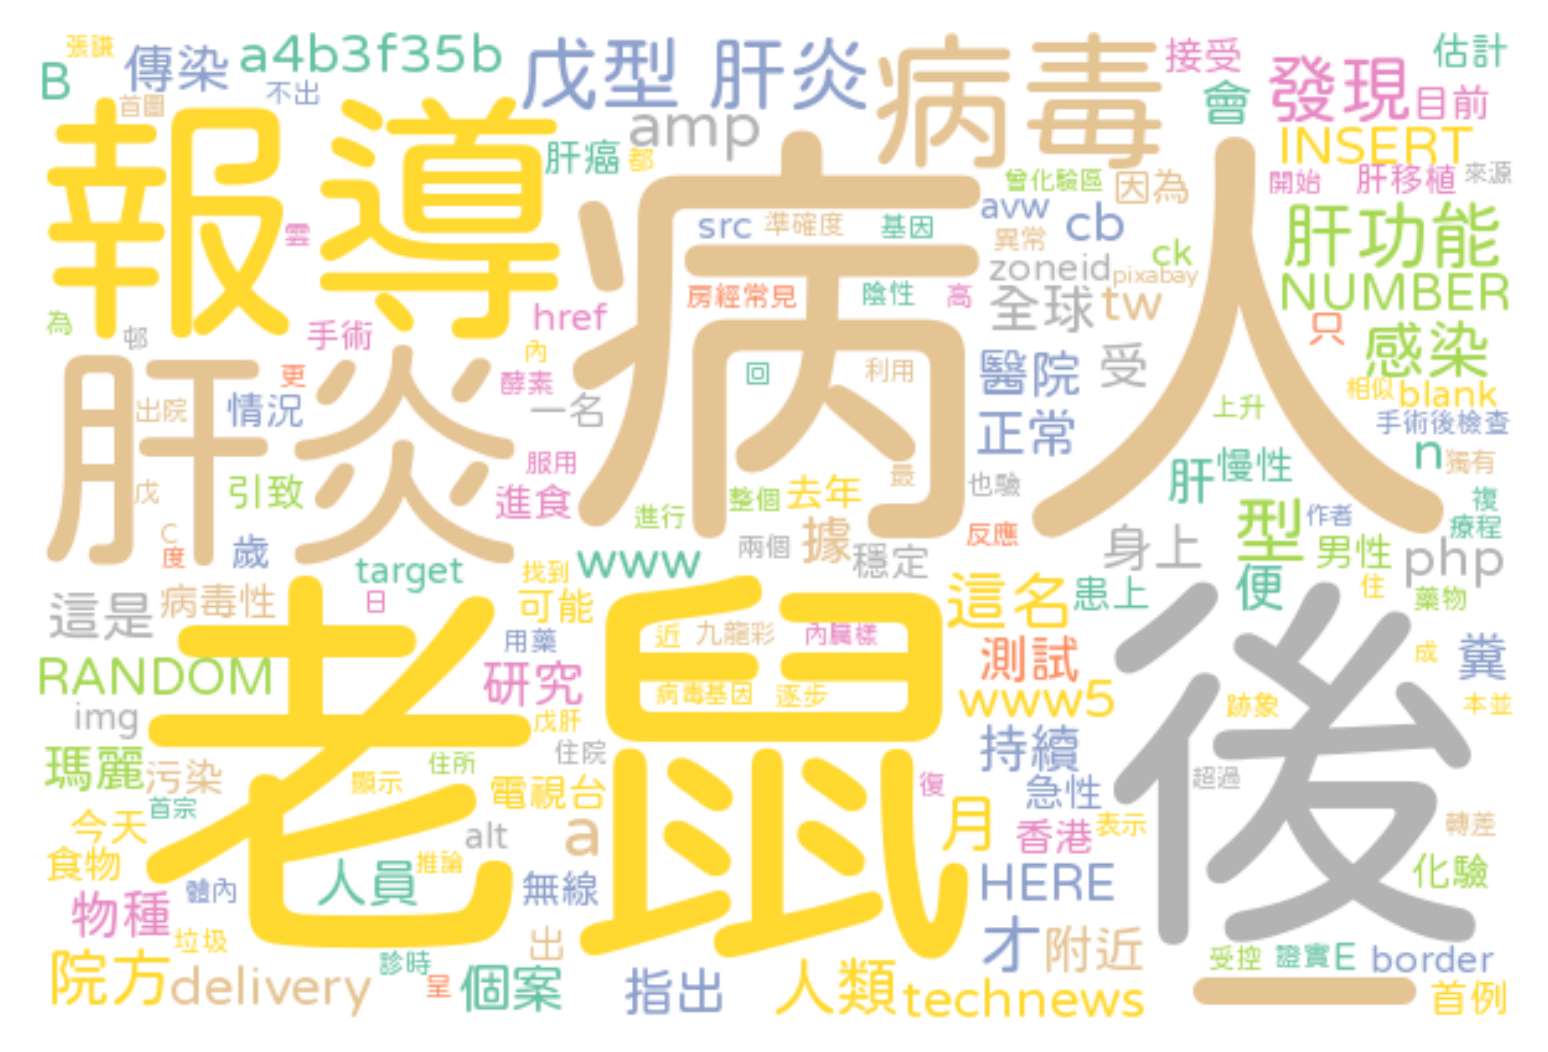 張謙
B
傳染
a4b3f35b
戊型 肝炎
病毒
接受
估計
首圖
不出
會
發現
目前
報導
amp
INSERT
肝癌
都
病人
曾化驗區
因為
開始
肝移植
來源
src
準確度
基因
avw
cb
肝功能
雲
異常
ck
zoneid
pixabay
房經常見
陰性
高
全球
tw
NUMBER
為
邨
手術
href
只
感染
肝炎
內
回
利用
醫院
受
更
酵素
相似
blank
出院
情況
一名
正常
上升
手術後檢查
服用
n
獨有
戊
引致
進食
最
也驗
肝
慢性
整個
去年
進行
型
作者
複
療程
C
度
歲
兩個
據
穩定
反應
身上
男性
php
target
找到
www
便
住
藥物
這是
病毒性
日
可能
這名
患上
老鼠
後
用藥
近
九龍彩
內臟樣
測試
成
糞
RANDOM
研究
病毒基因
逐步
www5
跡象
本並
img
戊肝
持續
瑪麗
污染
住所
住院
顯示
電視台
復
急性
超過
首宗
今天
alt
a
月
香港
表示
轉差
食物
人員
推論
無線
HERE
化驗
物種
體內
垃圾
出
才
附近
院方
delivery
診時
呈
個案
指出
人類
technews
受控
證實
E
border
一
首例